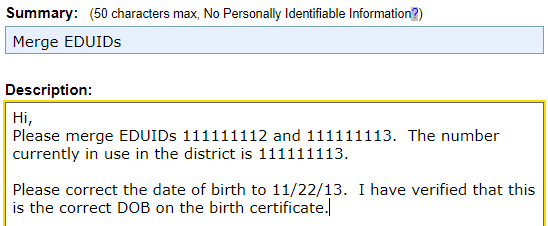 Summary: (50 characters max, No Personally Identifiable Information?)
Merge EDUIDs
Description:
Hi,
Please merge EDUIDs 111111112 and 111111113.  The number
currently in use in the district is 111111113.
Please correct the date of birth to 11/22/13.  I have verified that this
is the correct DOB on the birth certificate.